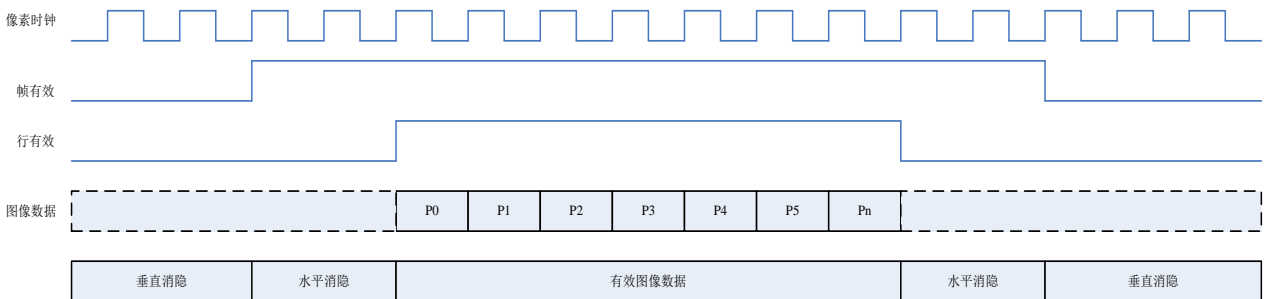 像素时钟
帧有效
行有效
图像数据 P0 P1 P2 P3 P4 P5 Pn
垂直消隐 水平消隐 有效图像数据 水平消隐 垂直消隐